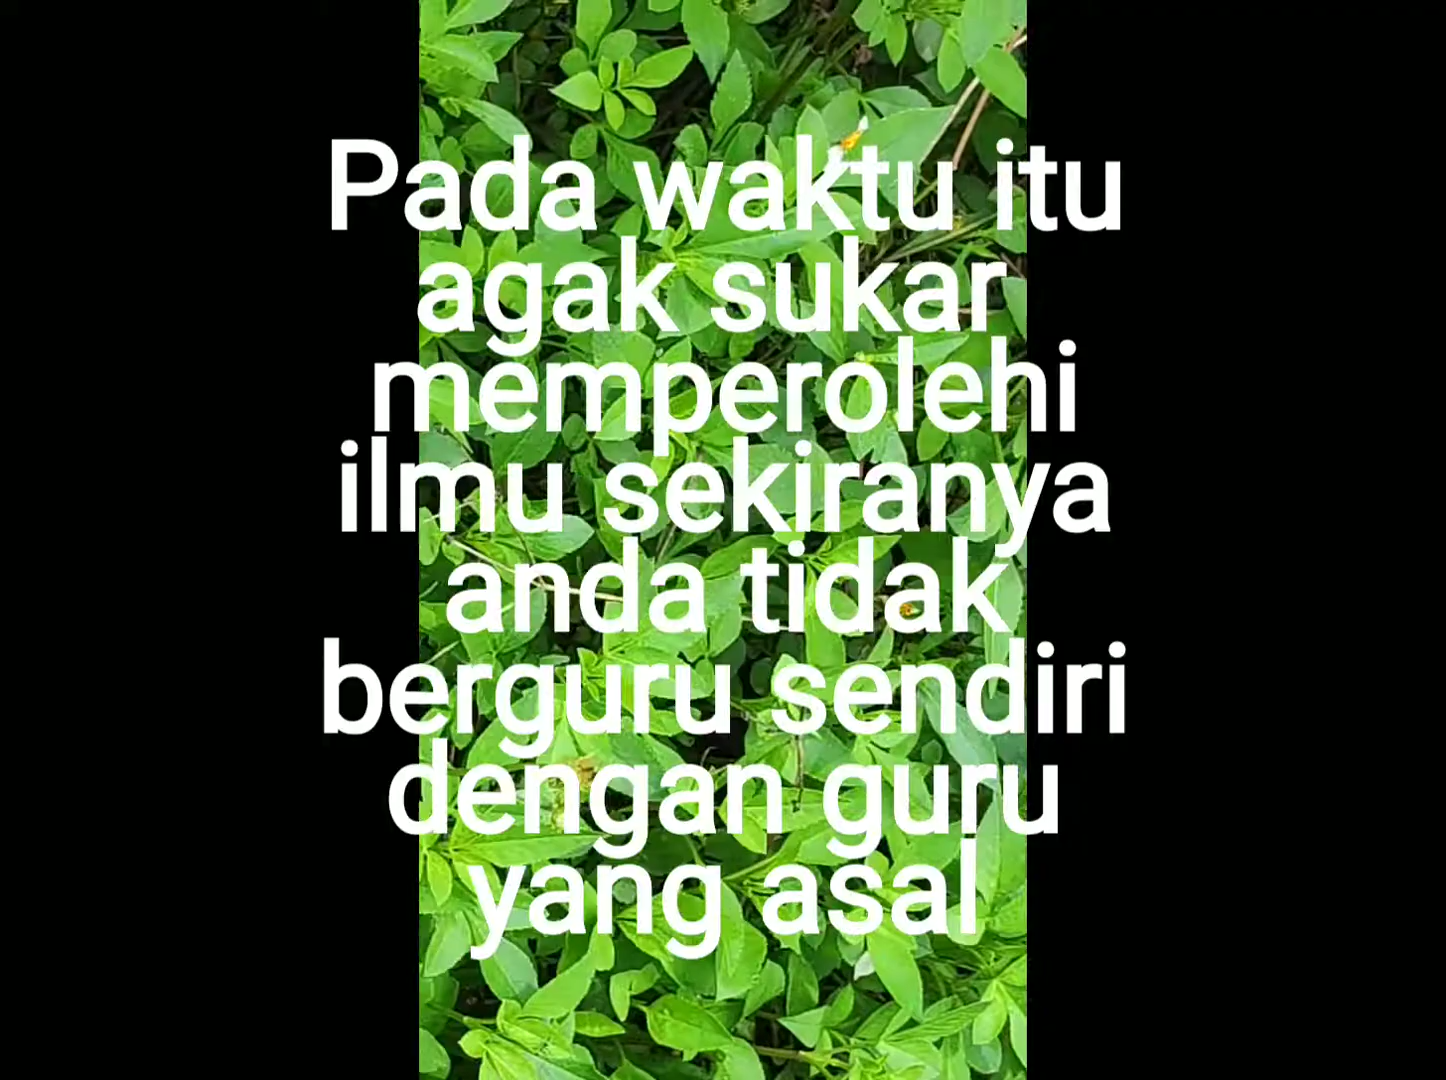 Pada waktu itu
agak sukar
memperolehi
ilmu sekiranya
anda tidak
berguru sendiri
dengan guru
yang asal